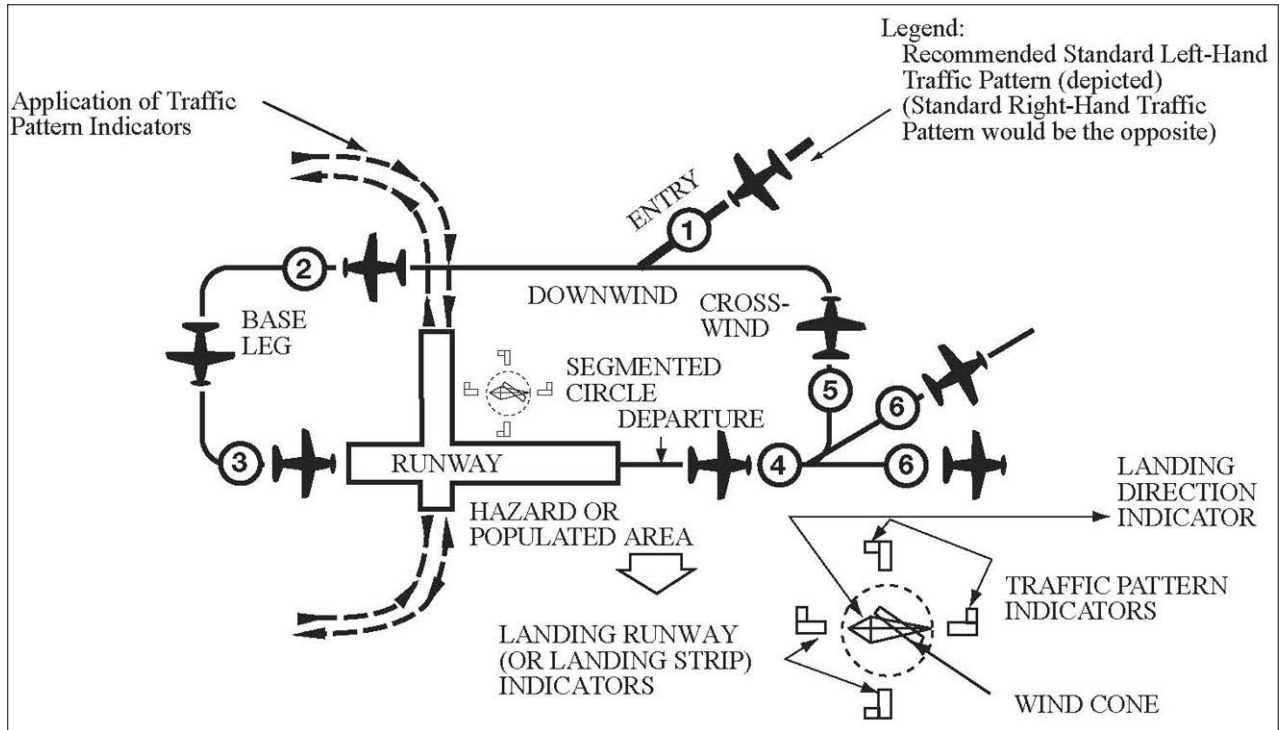 Legend:
Recommended Standard Left-Hand
Traffic Pattern (depicted)
(Standard Right-Hand Traffic
Pattern would be the opposite)
Application of Traffic
Pattern Indicators
ENTRY
1
2
DOWNWIND
CROSS-
WIND
BASE
LEG
SEGMENTED
CIRCLE
DEPARTURE
5
6
3
RUNWAY
4
6
LANDING
DIRECTION
INDICATOR
HAZARD OR
POPULATED AREA
TRAFFIC PATTERN
INDICATORS
LANDING RUNWAY
(OR LANDING STRIP)
INDICATORS
WIND CONE